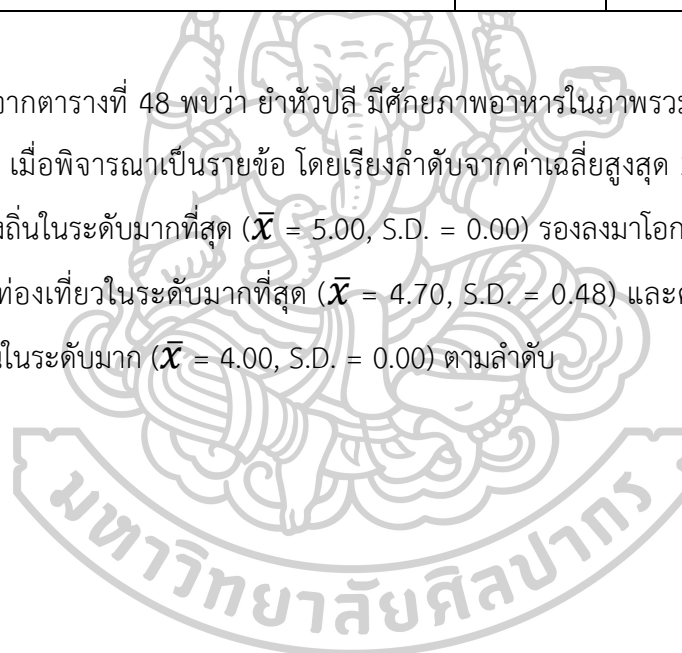 จากตารางที่ 48 พบว่า ยำหัวปลี มีศักยภาพอาหารในภาพรวม
เมื่อพิจารณาเป็นรายข้อ โดยเรียงลำดับจากค่าเฉลี่ยสูงสุด
ถิ่นในระดับมากที่สุด (x̄ = 5.00, S.D. = 0.00) รองลงมาโอก
ท่องเที่ยวในระดับมากที่สุด (x̄ = 4.70, S.D. = 0.48) และ
ในระดับมาก (x̄ = 4.00, S.D. = 0.00) ตามลำดับ
มหาวิทยาลัยศิลปากร